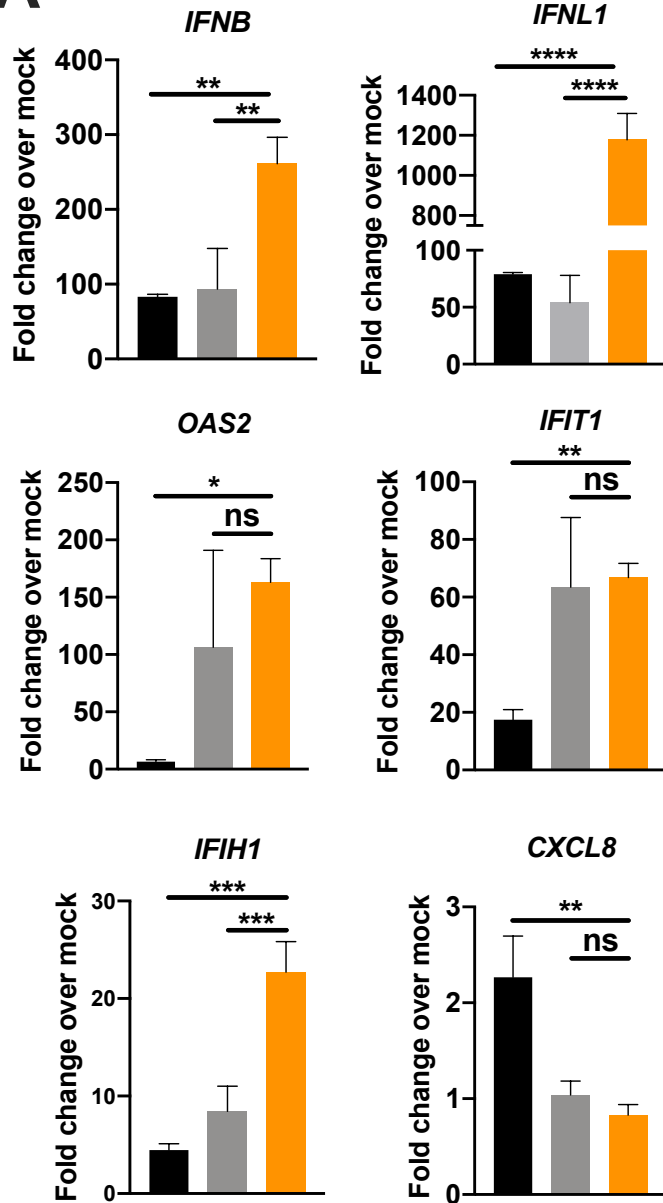 A
IFNB
Fold change over mock
400
300
200
100
0
**
**
IFNL1
Fold change over mock
1400
1200
1000
800
100
50
0
****
****
OAS2
Fold change over mock
250
200
150
100
50
0
*
ns
IFIT1
Fold change over mock
100
80
60
40
20
0
**
ns
IFIH1
Fold change over mock
30
20
10
0
***
***
CXCL8
Fold change over mock
3
2
1
0
**
ns